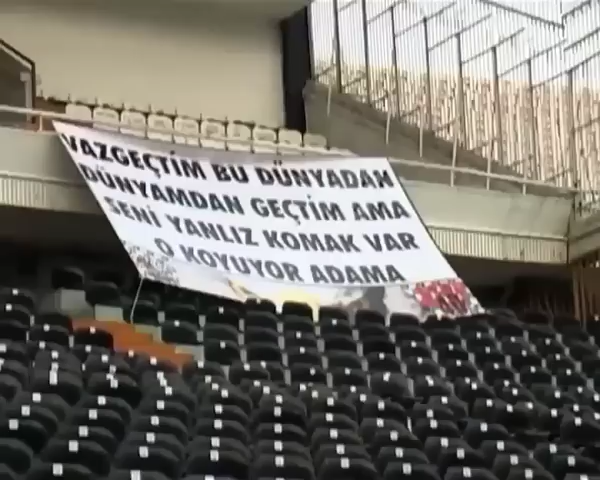 VAZGEÇTİM BU DÜNYADAN
DÜNYAMDAN GEÇTİM AMA
SENİ YANLIZ KOMAK VAR
O KOYUYOR ADAMA